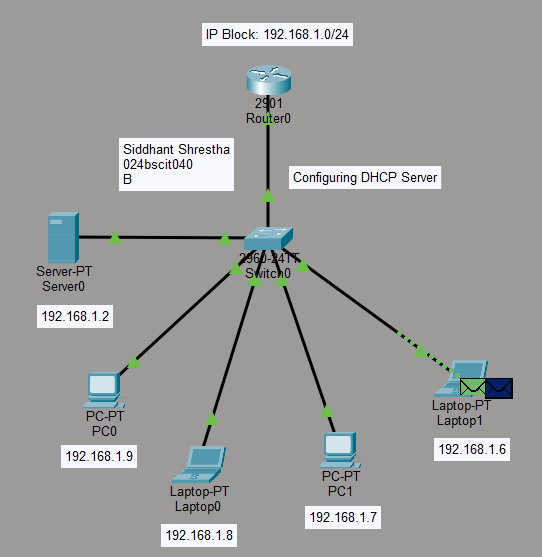 IP Block: 192.168.1.0/24
2901
Router0
Siddhant Shrestha
024bscit040
B
Configuring DHCP Server
2960-24TT
Switch0
Server-PT
Server0
192.168.1.2
PC-PT
PC0
192.168.1.9
Laptop-PT
Laptop0
192.168.1.8
PC-PT
PC1
192.168.1.7
Laptop-PT
Laptop1
192.168.1.6